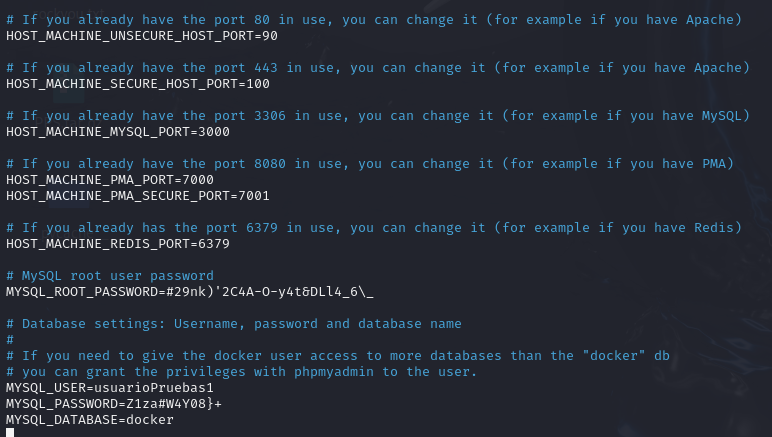 # If you already have the port 80 in use, you can change it (for example if you have Apache)
HOST_MACHINE_UNSECURE_HOST_PORT=90
# If you already have the port 443 in use, you can change it (for example if you have Apache)
HOST_MACHINE_SECURE_HOST_PORT=100
# If you already have the port 3306 in use, you can change it (for example if you have MySQL)
HOST_MACHINE_MYSQL_PORT=3000
# If you already have the port 8080 in use, you can change it (for example if you have PMA)
HOST_MACHINE_PMA_PORT=7000
HOST_MACHINE_PMA_SECURE_PORT=7001
# If you already has the port 6379 in use, you can change it (for example if you have Redis)
HOST_MACHINE_REDIS_PORT=6379
# MySQL root user password
MYSQL_ROOT_PASSWORD=#29nk)'2C4A-O-y4t&DLl4_6\_
# Database settings: Username, password and database name
#
# If you need to give the docker user access to more databases than the "docker" db
# you can grant the privileges with phpmyadmin to the user.
MYSQL_USER=usuarioPruebas1
MYSQL_PASSWORD=Z1za#W4Y08}+
MYSQL_DATABASE=docker